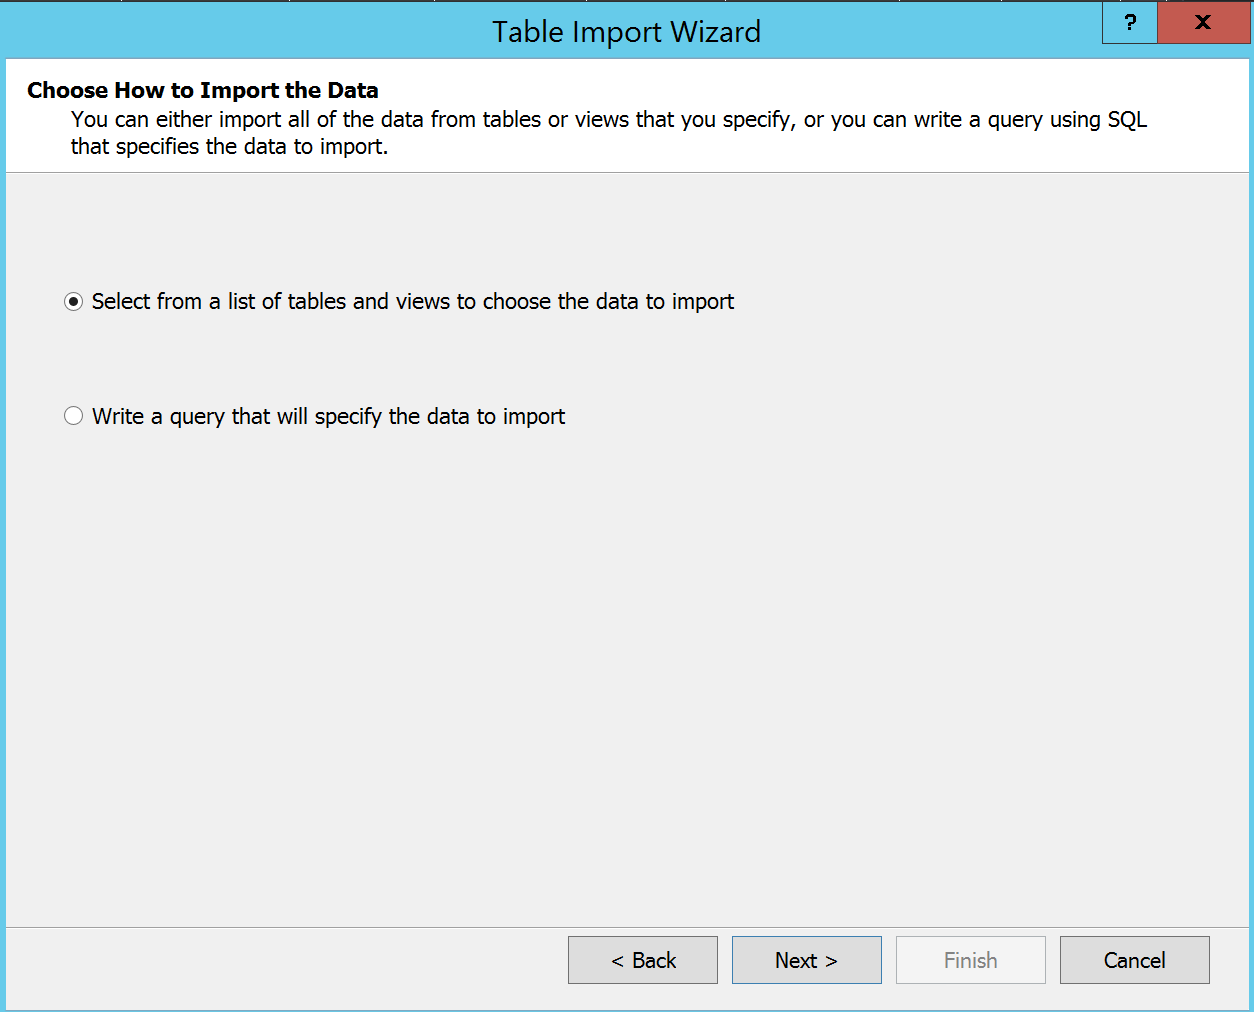 Table Import Wizard
?
X
Choose How to Import the Data
You can either import all of the data from tables or views that you specify, or you can write a query using SQL
that specifies the data to import.
Select from a list of tables and views to choose the data to import
Write a query that will specify the data to import
< Back
Next >
Finish
Cancel